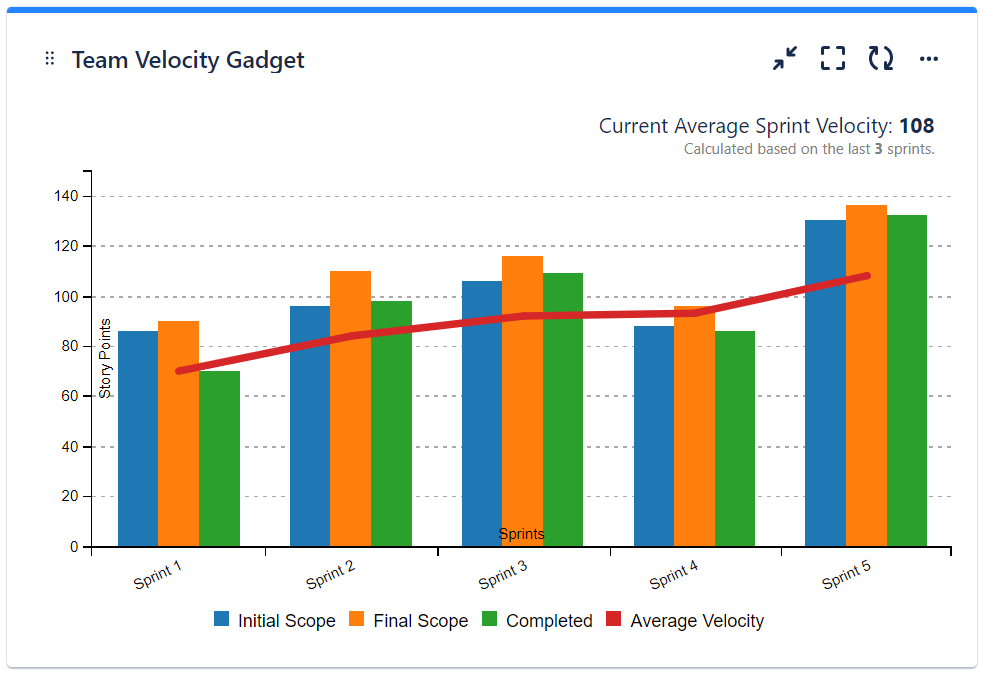 Team Velocity Gadget
Current Average Sprint Velocity: 108
Calculated based on the last 3 sprints.
140
120
100
80
60
40
20
0
Story Points
Sprints
Sprint 1
Sprint 2
Sprint 3
Sprint 4
Sprint 5
Initial Scope
Final Scope
Completed
Average Velocity